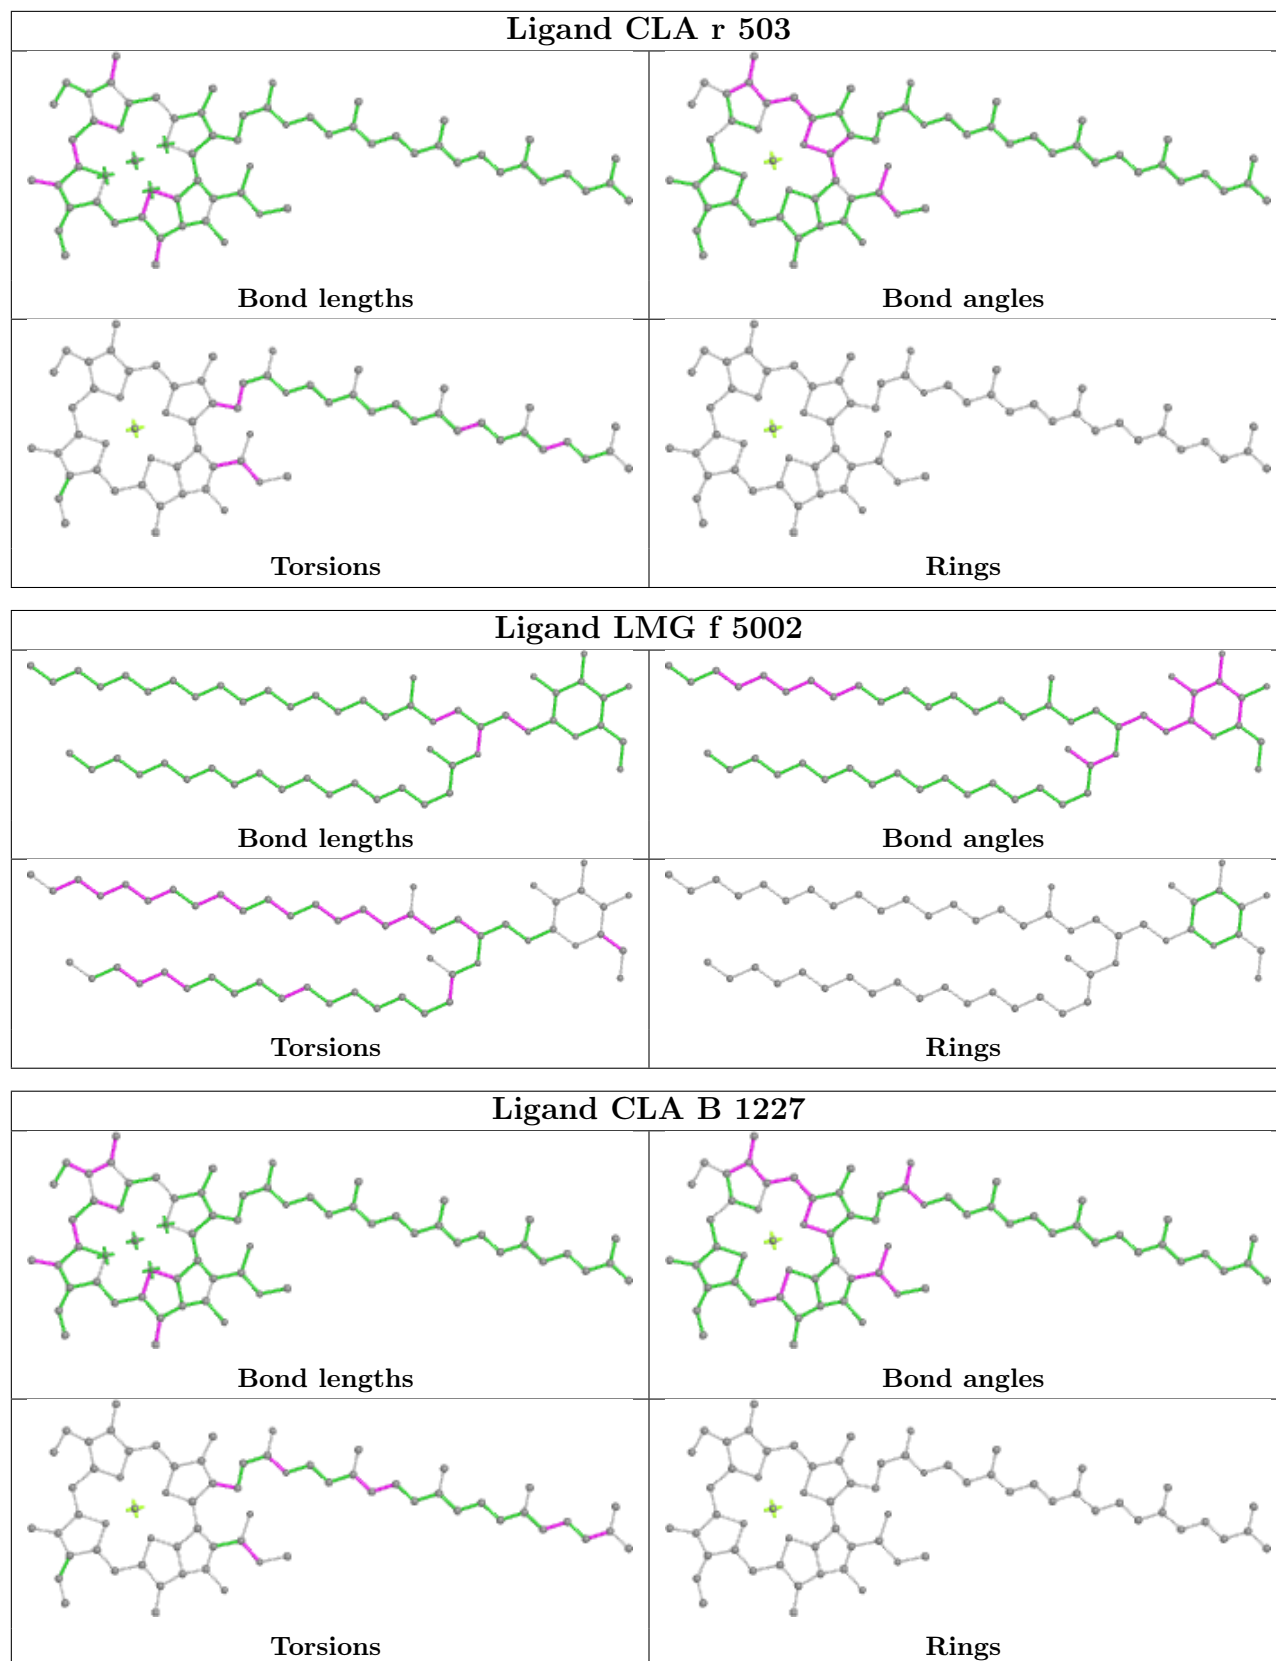 Ligand CLA r 503
Bond lengths
Bond angles
Torsions
Rings
Ligand LMG f 5002
Bond lengths
Bond angles
Torsions
Rings
Ligand CLA B 1227
Bond lengths
Bond angles
Torsions
Rings